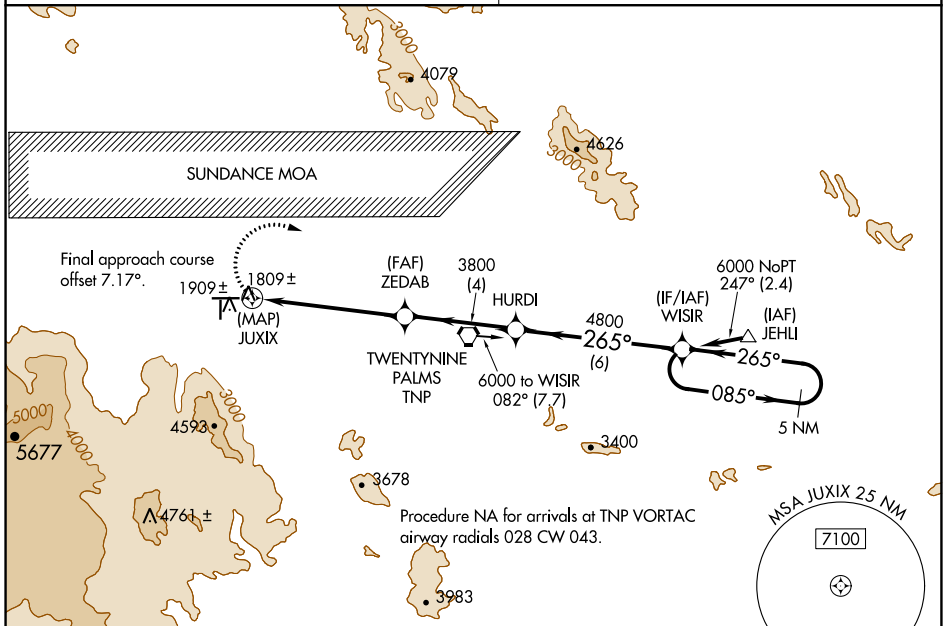 3000
4079
4626
3000
SUNDANCE MOA
Final approach course
offset 7.17°.
1909 ±
1809 ±
(MAP)
JUXIX
(FAF)
ZEDAB
3800
(4)
HURDI
4800
265°
(6)
(IF/IAF)
WISIR
6000 NoPT
247° (2.4)
(IAF)
JEHLI
265°
085°
5 NM
TWENTYNINE
PALMS
TNP
6000 to WISIR
082° (7.7)
3000
5000
4000
5677
4593
4761 ±
3678
3400
Procedure NA for arrivals at TNP VORTAC
airway radials 028 CW 043.
3983
MSA JUXIX 25 NM
7100